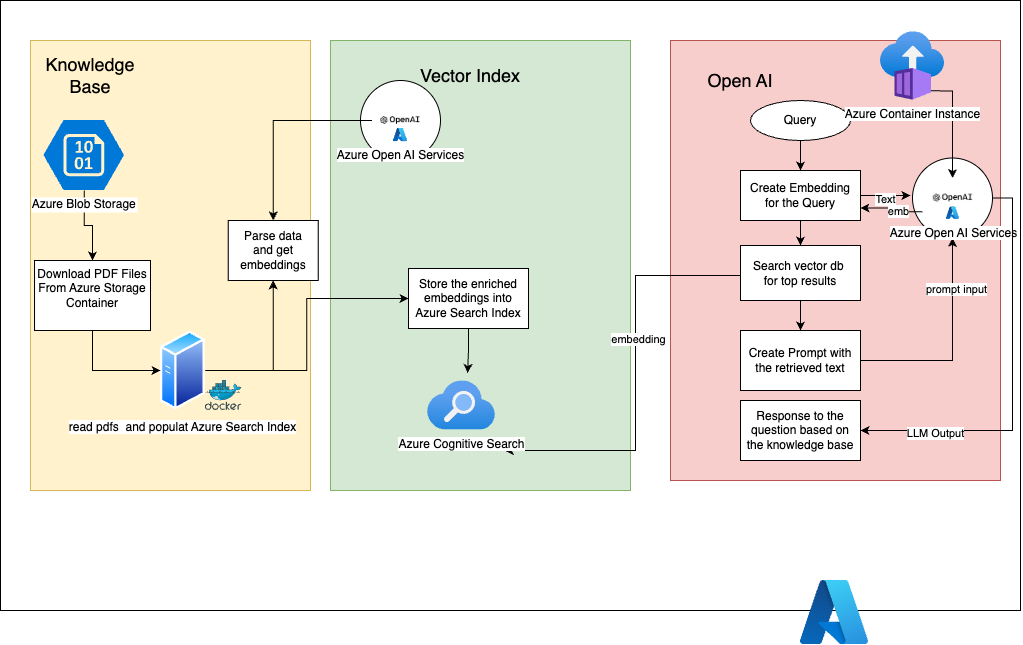 Knowledge
Base
10
01
Azure Blob Storage
Download PDF Files
From Azure Storage
Container
docker
read pdfs  and populat Azure Search Index
Parse data
and get
embeddings
Vector Index
OpenAI
Azure Open AI Services
Store the enriched
embeddings into
Azure Search Index
Azure Cognitive Search
embedding
Open AI
Azure Container Instance
Query
Create Embedding
for the Query
Text
emb
OpenAI
Azure Open AI Services
Search vector db
for top results
prompt input
Create Prompt with
the retrieved text
Response to the
question based on
the knowledge base
LLM Output